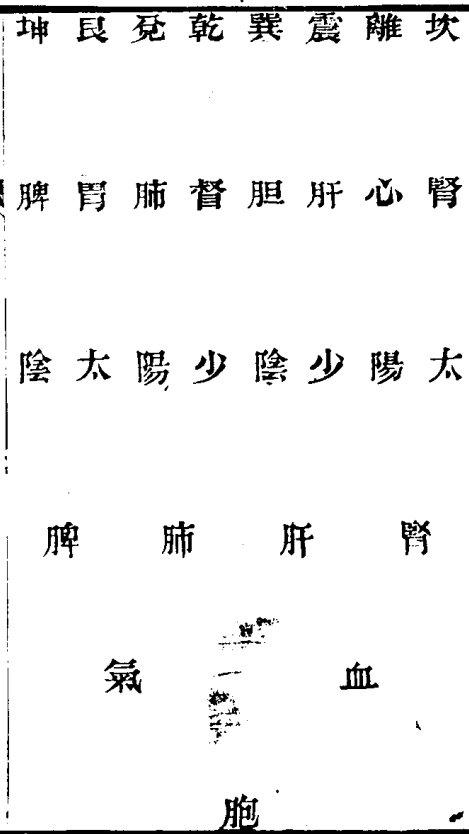 坎離震巽乾兌艮坤
腎心肝胆督肺胃脾
太陽少陰少陽太陰
腎肝肺脾
血氣
胞